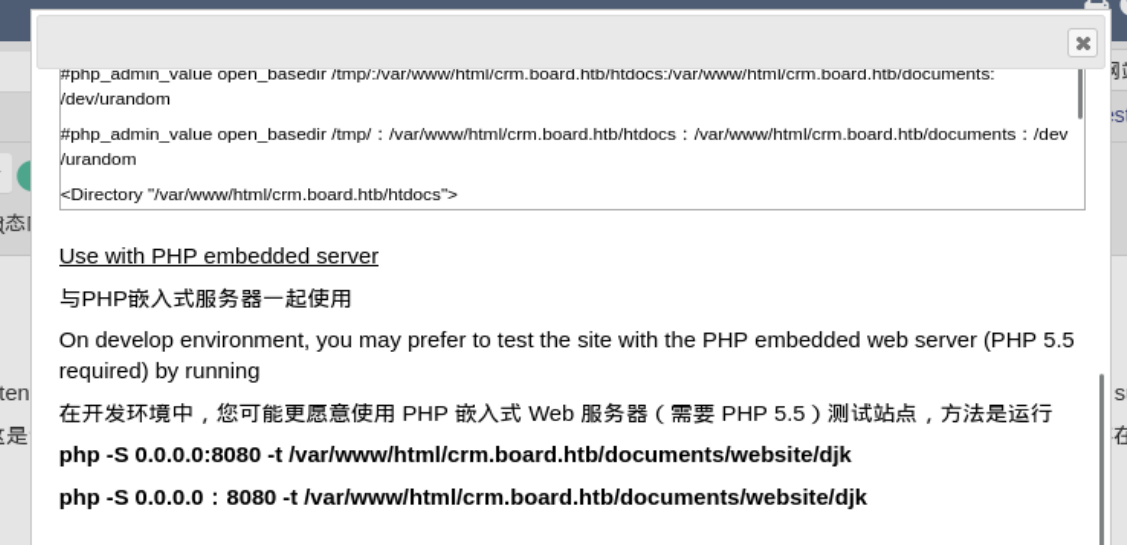 #php_admin_value open_basedir /tmp/:/var/www/html/crm.board.htb/htdocs:/var/www/html/crm.board.htb/documents:
/dev/urandom
#php_admin_value open_basedir /tmp/：/var/www/html/crm.board.htb/htdocs：/var/www/html/crm.board.htb/documents：/dev
/urandom
<Directory "/var/www/html/crm.board.htb/htdocs">
Use with PHP embedded server
与PHP嵌入式服务器一起使用
On develop environment, you may prefer to test the site with the PHP embedded web server (PHP 5.5
required) by running
在开发环境中，您可能更愿意使用 PHP 嵌入式 Web 服务器（需要 PHP 5.5）测试站点，方法是运行
php -S 0.0.0.0:8080 -t /var/www/html/crm.board.htb/documents/website/djk
php -S 0.0.0.0：8080 -t /var/www/html/crm.board.htb/documents/website/djk